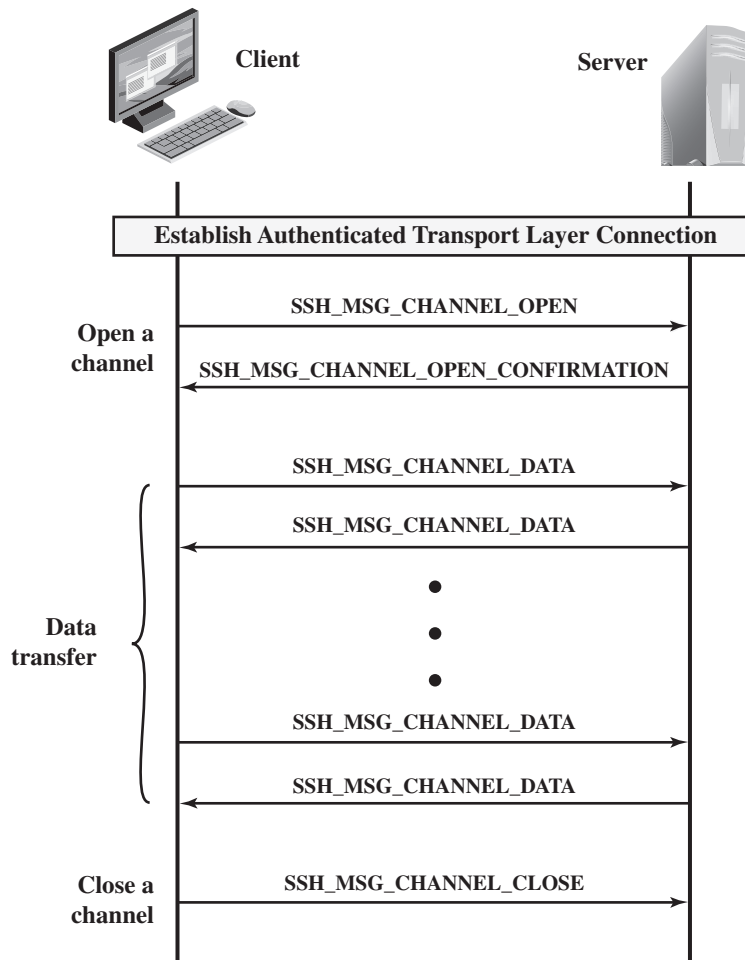 Client
Server
Establish Authenticated Transport Layer Connection
Open a
channel
SSH_MSG_CHANNEL_OPEN
SSH_MSG_CHANNEL_OPEN_CONFIRMATION
SSH_MSG_CHANNEL_DATA
SSH_MSG_CHANNEL_DATA
Data
transfer
SSH_MSG_CHANNEL_DATA
SSH_MSG_CHANNEL_DATA
Close a
channel
SSH_MSG_CHANNEL_CLOSE